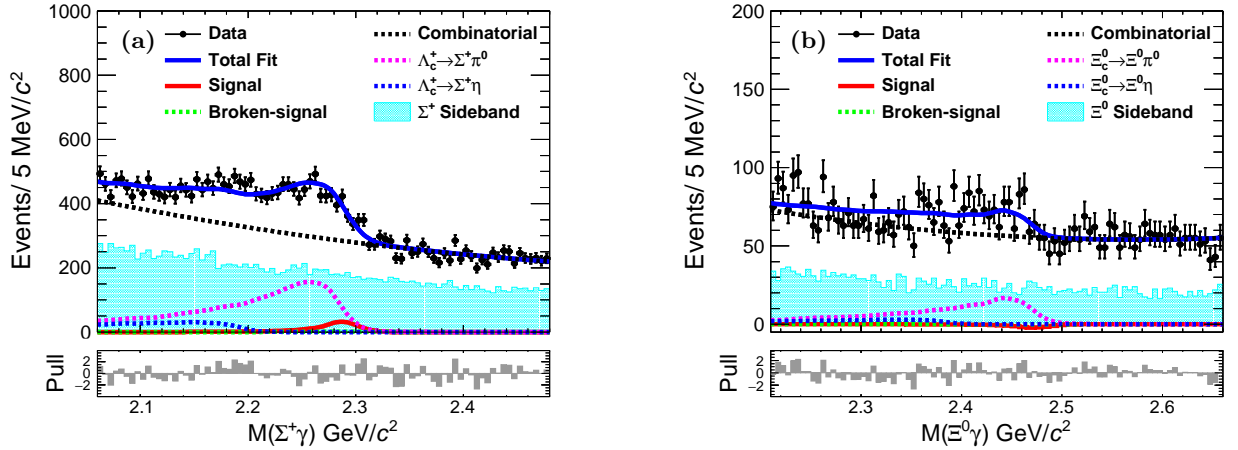 (a)
Data
Total Fit
Signal
Broken-signal
Combinatorial
Λc+→Σ+π0
Λc+→Σ+η
Σ+ Sideband
Events/ 5 MeV/c2
1000
800
600
400
200
0
Pull
2
0
−2
2.1 2.2 2.3 2.4
M(Σ+γ) GeV/c2
(b)
Data
Total Fit
Signal
Broken-signal
Combinatorial
Ξc0→Ξ0π0
Ξc0→Ξ0η
Ξ0 Sideband
Events/ 5 MeV/c2
200
150
100
50
0
Pull
2
0
−2
2.3 2.4 2.5 2.6
M(Ξ0γ) GeV/c2